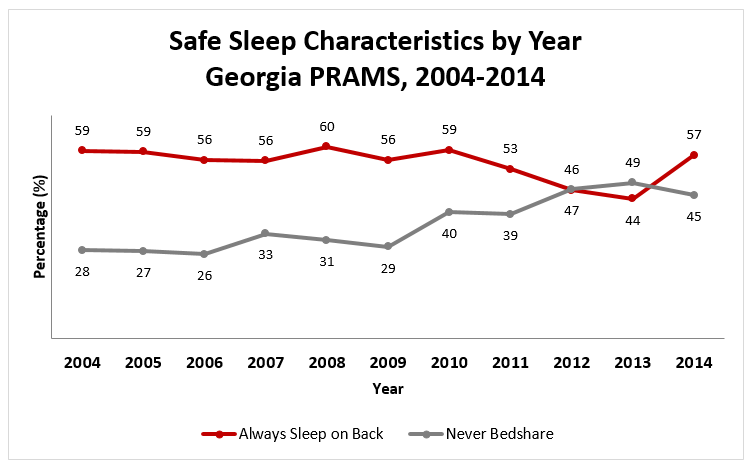 Safe Sleep Characteristics by Year
Georgia PRAMS, 2004-2014
Percentage (%)
59 59 56 56 60 56 59 53 46 49 57
28 27 26 33 31 29 40 39 47 44 45
2004 2005 2006 2007 2008 2009 2010 2011 2012 2013 2014
Year
Always Sleep on Back Never Bedshare